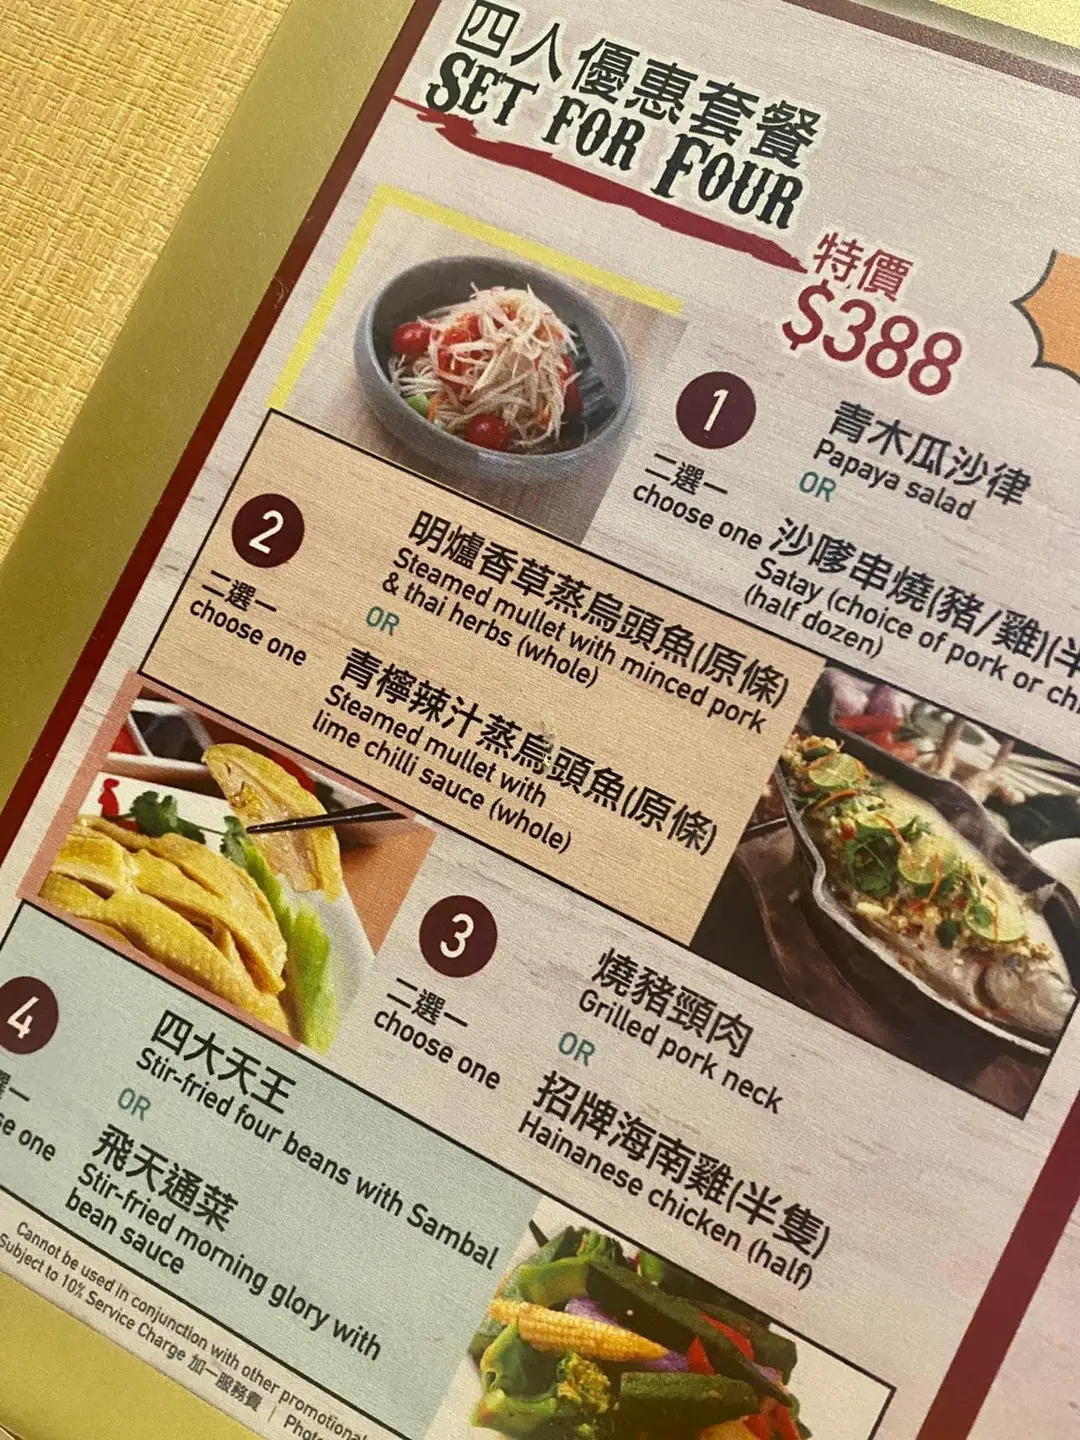 四人優惠套餐
SET FOR FOUR
特價
$388
1
二選一
choose one
青木瓜沙律
Papaya salad
OR
沙嗲串燒(豬/雞)(半
Satay (choice of pork or chi
(half dozen)
2
二選一
choose one
明爐香草蒸烏頭魚(原條)
Steamed mullet with minced pork
& thai herbs (whole)
OR
青檸辣汁蒸烏頭魚(原條)
Steamed mullet with
lime chilli sauce (whole)
3
二選一
choose one
燒豬頸肉
Grilled pork neck
OR
招牌海南雞(半隻)
Hainanese chicken (half)
4
選一
se one
四大天王
Stir-fried four beans with Sambal
OR
飛天通菜
Stir-fried morning glory with
bean sauce
Cannot be used in conjunction with other promotional
Subject to 10% Service Charge 加一服務費 | Phot